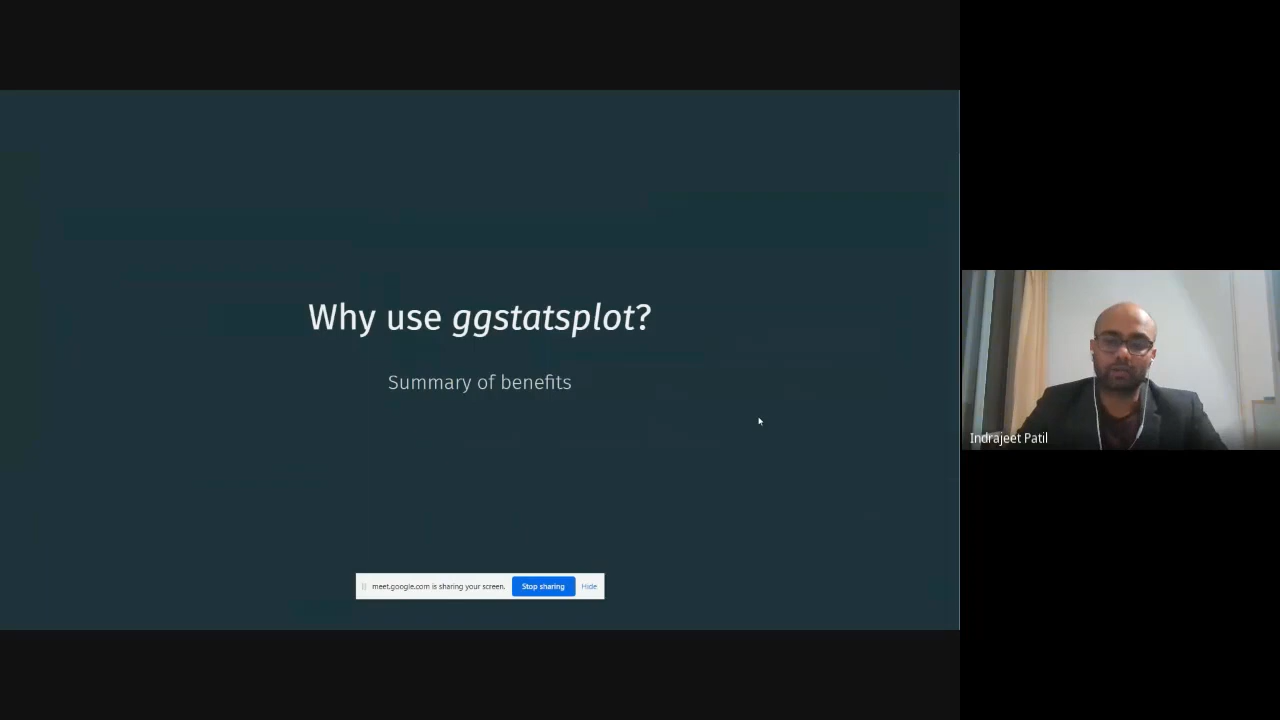 Why use ggstatsplot?
Summary of benefits
Indrajeet Patil
meet.google.com is sharing your screen. Stop sharing Hide